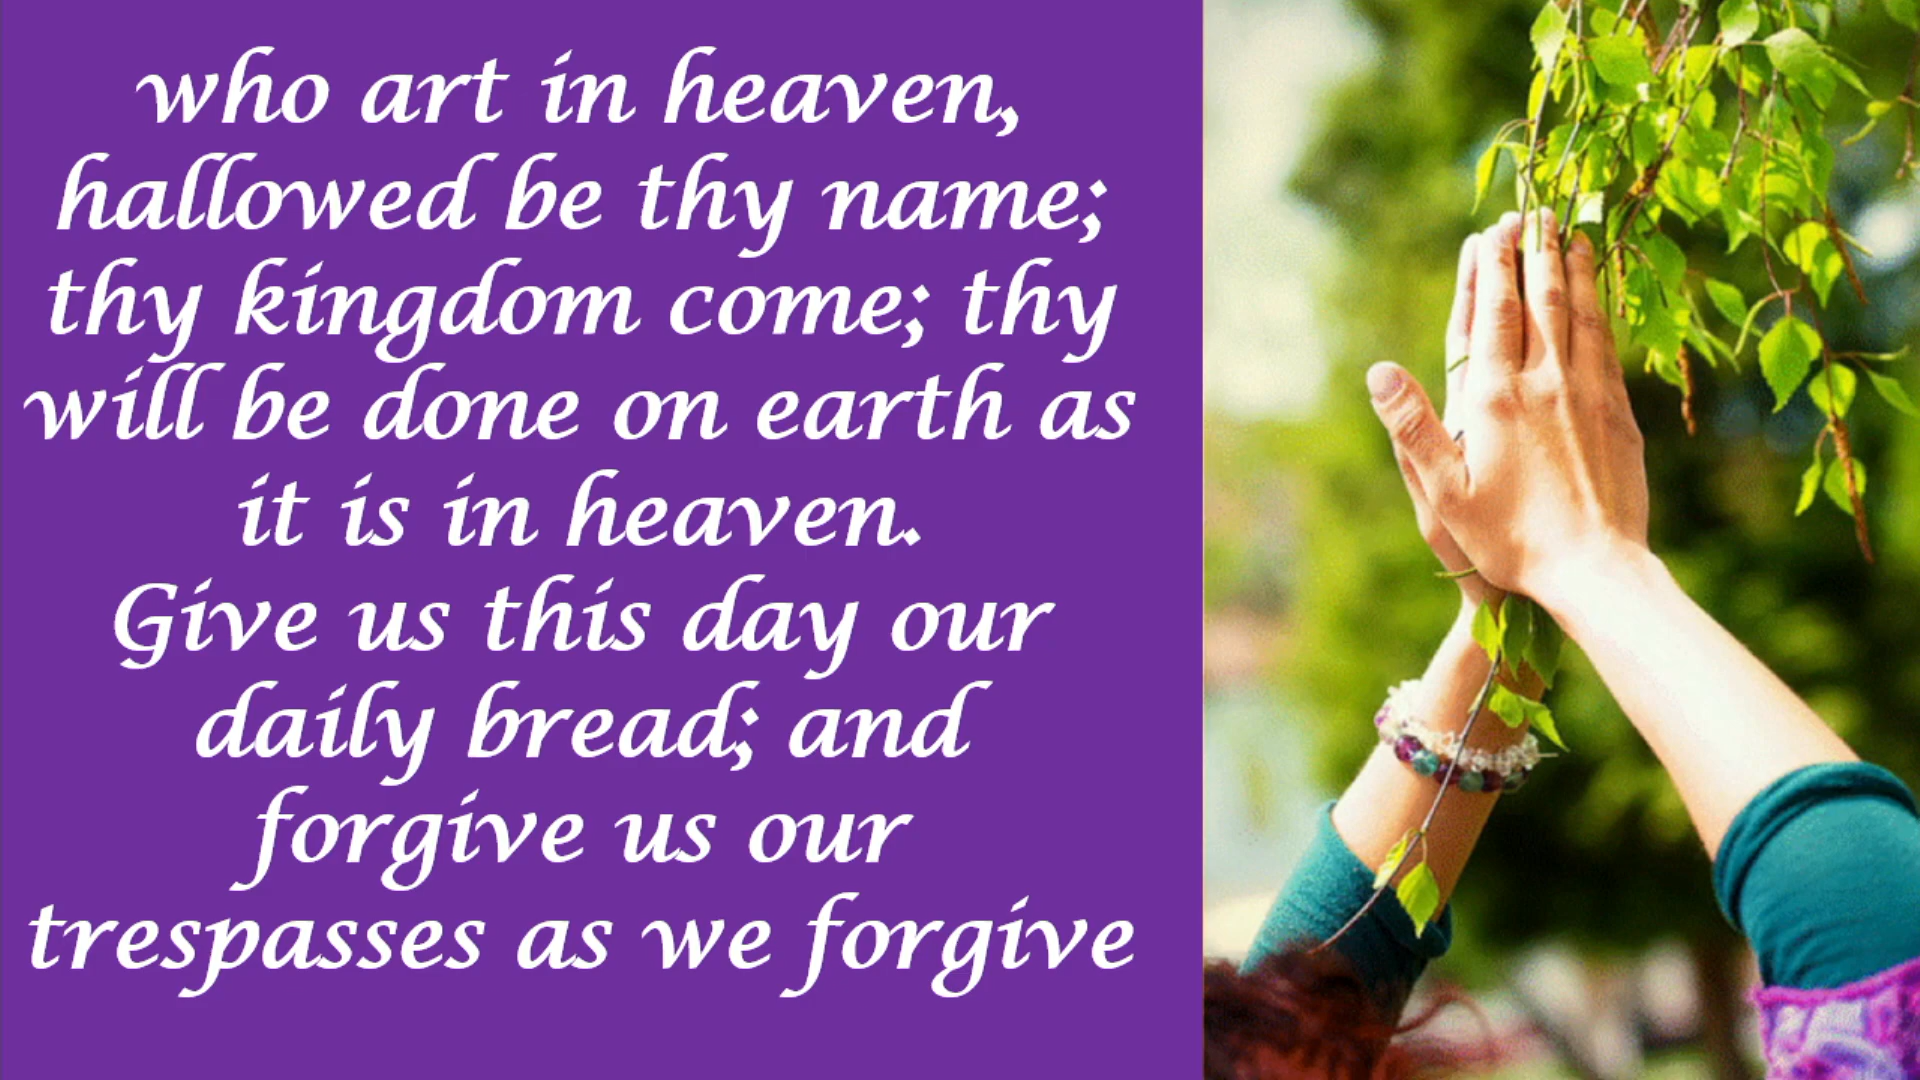 who art in heaven,
hallowed be thy name;
thy kingdom come; thy
will be done on earth as
it is in heaven.
Give us this day our
daily bread; and
forgive us our
trespasses as we forgive